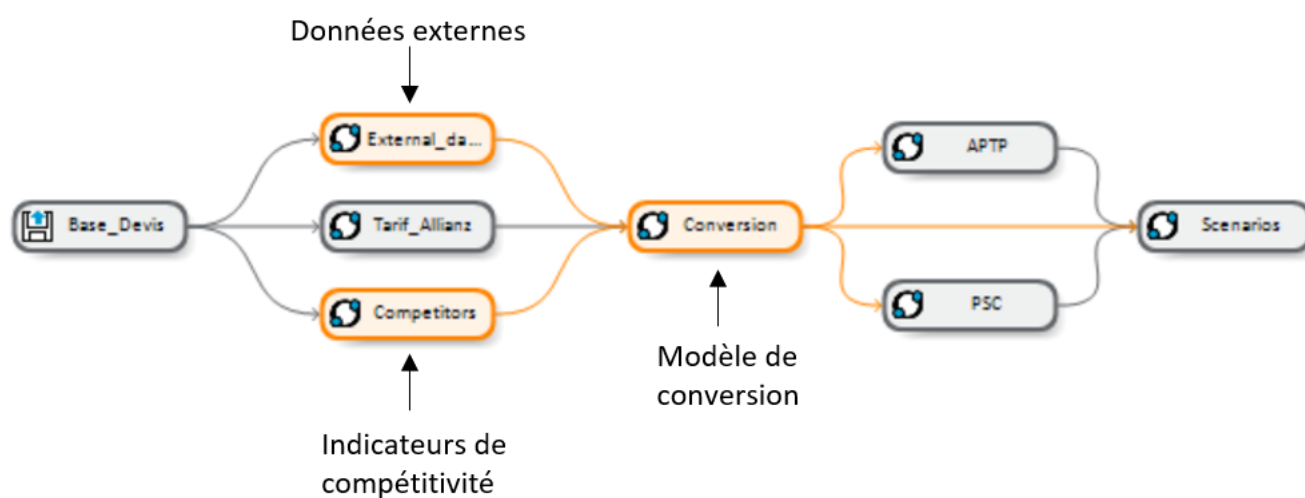 Données externes
External_da...
APTP
Base_Devis
Tarif_Allianz
Conversion
Scenarios
Competitors
PSC
Modèle de
conversion
Indicateurs de
compétitivité